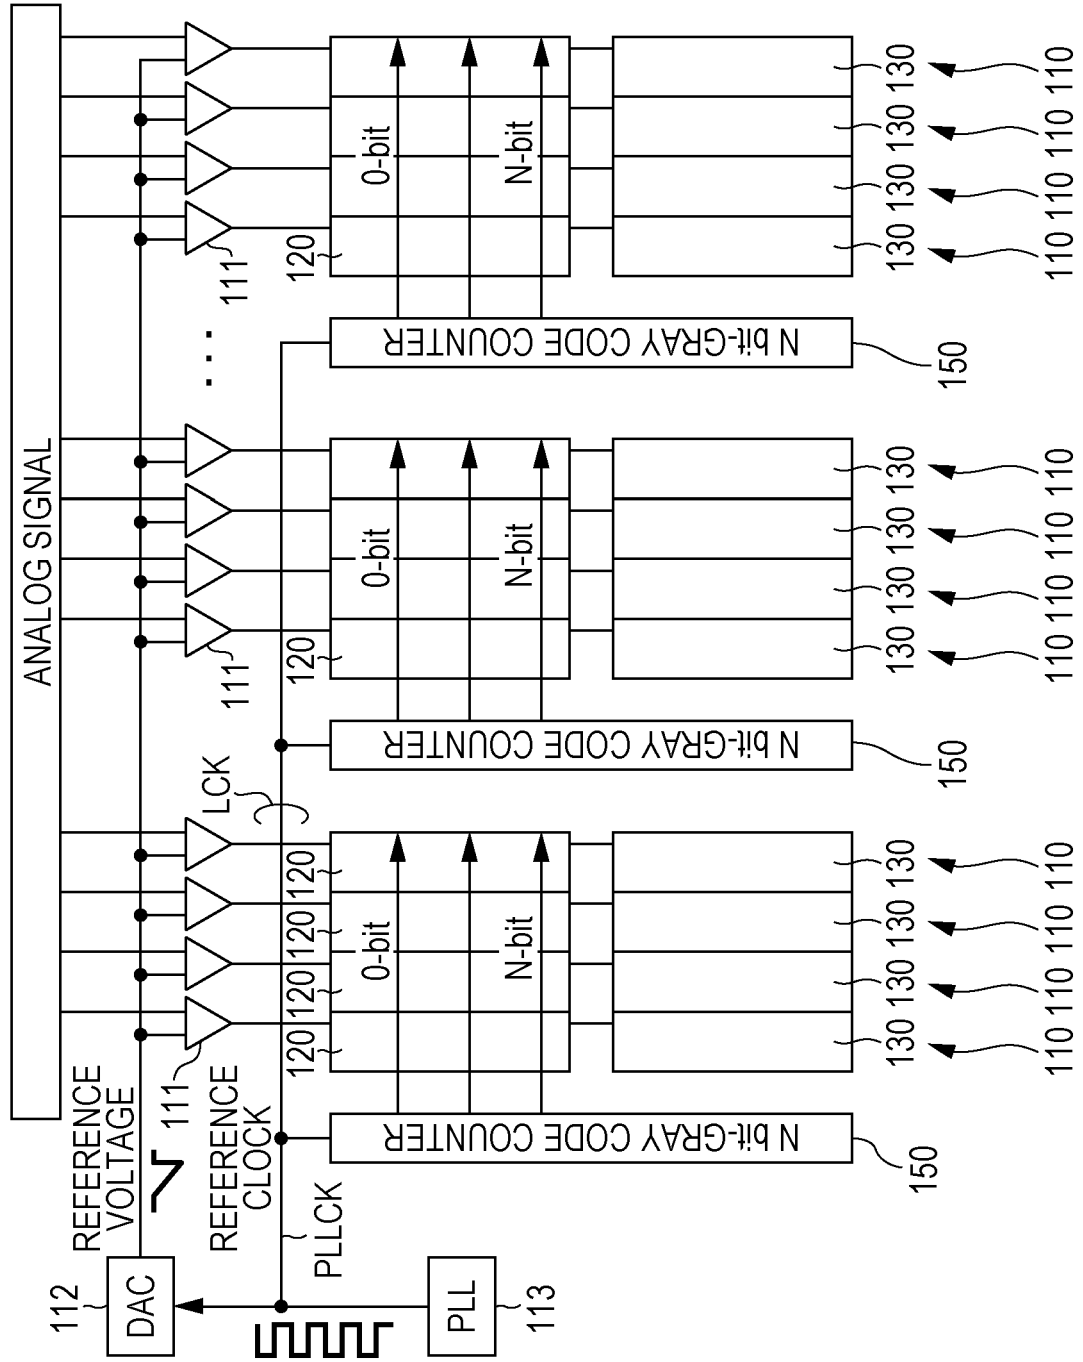 ANALOG SIGNAL
112
DAC
REFERENCE
VOLTAGE
111
111
111
. . .
REFERENCE
CLOCK
LCK
PLLCK
120
120
120
120
120
120
0-bit
0-bit
0-bit
PLL
113
N-bit
N-bit
N-bit
N bit-GRAY CODE COUNTER
N bit-GRAY CODE COUNTER
N bit-GRAY CODE COUNTER
150
130
130
130
130
150
130
130
130
130
150
130
130
130
130
110
110
110
110
110
110
110
110
110
110
110
110